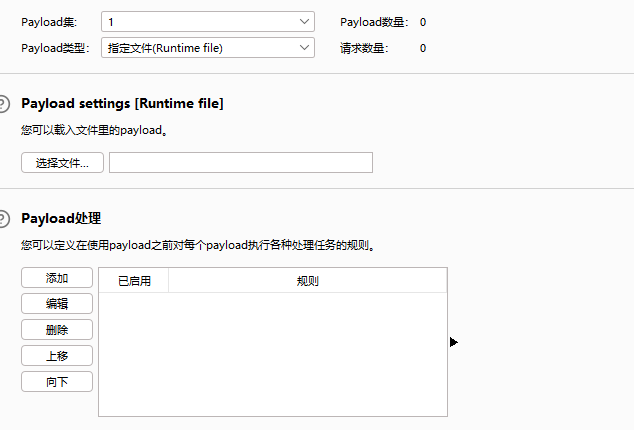 Payload集: 1 Payload数量: 0
Payload类型: 指定文件(Runtime file) 请求数量: 0
? Payload settings [Runtime file]
您可以载入文件里的payload。
选择文件...
? Payload处理
您可以定义在使用payload之前对每个payload执行各种处理任务的规则。
添加 已启用 规则
编辑
删除
上移
向下